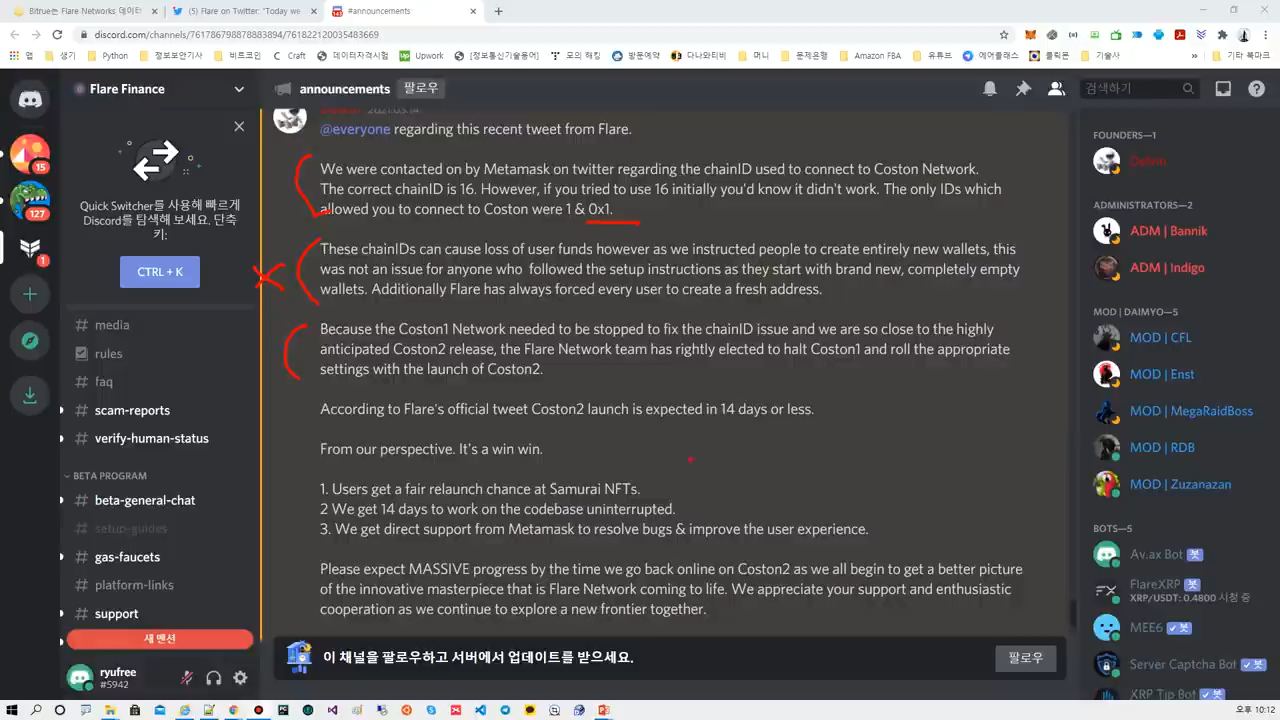 Bitrue는 Flare Networks 데이터
(5) Flare on Twitter: "Today we
#announcements
discord.com/channels/761786798878883894/761822120035483669
앱
생기
Python
정보보안기사
비트코인
Craft
데이터자격시험
Upwork
[정보통신기술용어]
모의 해킹
방문예약
다나와티비
머니
문제은행
Amazon FBA
유튜브
에어클래스
클릭몬
기술사
»
기타 북마크
Flare Finance
announcements
팔로우
검색하기
Quick Switcher를 사용해 빠르게
Discord를 탐색해 보세요. 단축
키:
CTRL + K
media
rules
faq
scam-reports
verify-human-status
BETA PROGRAM
beta-general-chat
setup-guides
gas-faucets
platform-links
support
새 멘션
ryufree
#5942
15
127
1
2021.03.14
@everyone regarding this recent tweet from Flare.
We were contacted on by Metamask on twitter regarding the chainID used to connect to Coston Network.
The correct chainID is 16. However, if you tried to use 16 initially you'd know it didn't work. The only IDs which
allowed you to connect to Coston were 1 & 0x1.
These chainIDs can cause loss of user funds however as we instructed people to create entirely new wallets, this
was not an issue for anyone who followed the setup instructions as they start with brand new, completely empty
wallets. Additionally Flare has always forced every user to create a fresh address.
Because the Coston1 Network needed to be stopped to fix the chainID issue and we are so close to the highly
anticipated Coston2 release, the Flare Network team has rightly elected to halt Coston1 and roll the appropriate
settings with the launch of Coston2.
According to Flare's official tweet Coston2 launch is expected in 14 days or less.
From our perspective. It's a win win.
1. Users get a fair relaunch chance at Samurai NFTs.
2 We get 14 days to work on the codebase uninterrupted.
3. We get direct support from Metamask to resolve bugs & improve the user experience.
Please expect MASSIVE progress by the time we go back online on Coston2 as we all begin to get a better picture
of the innovative masterpiece that is Flare Network coming to life. We appreciate your support and enthusiastic
cooperation as we continue to explore a new frontier together.
이 채널을 팔로우하고 서버에서 업데이트를 받으세요.
팔로우
FOUNDERS—1
ADMINISTRATORS—2
ADM | Bannik
ADM | Indigo
MOD | DAIMYO—5
MOD | CFL
MOD | Enst
MOD | MegaRaidBoss
MOD | RDB
MOD | Zuzanazan
BOTS—5
Av.ax Bot 봇
FlareXRP 봇
XRP/USDT: 0.4800 시청 중
MEE6 봇
Server Captcha Bot 봇
XRP Tip Bot 봇
오후 10:12